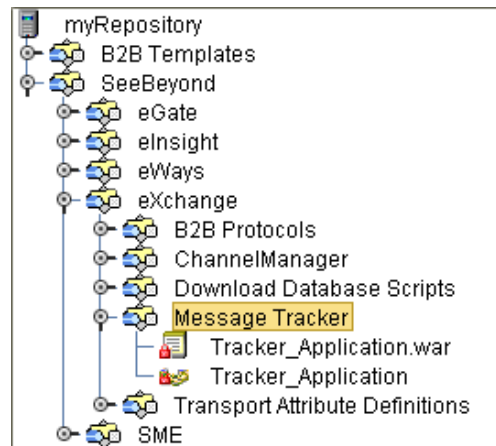 myRepository
B2B Templates
SeeBeyond
eGate
eInsight
eWays
eXchange
B2B Protocols
ChannelManager
Download Database Scripts
Message Tracker
Tracker_Application.war
Tracker_Application
Transport Attribute Definitions
SME